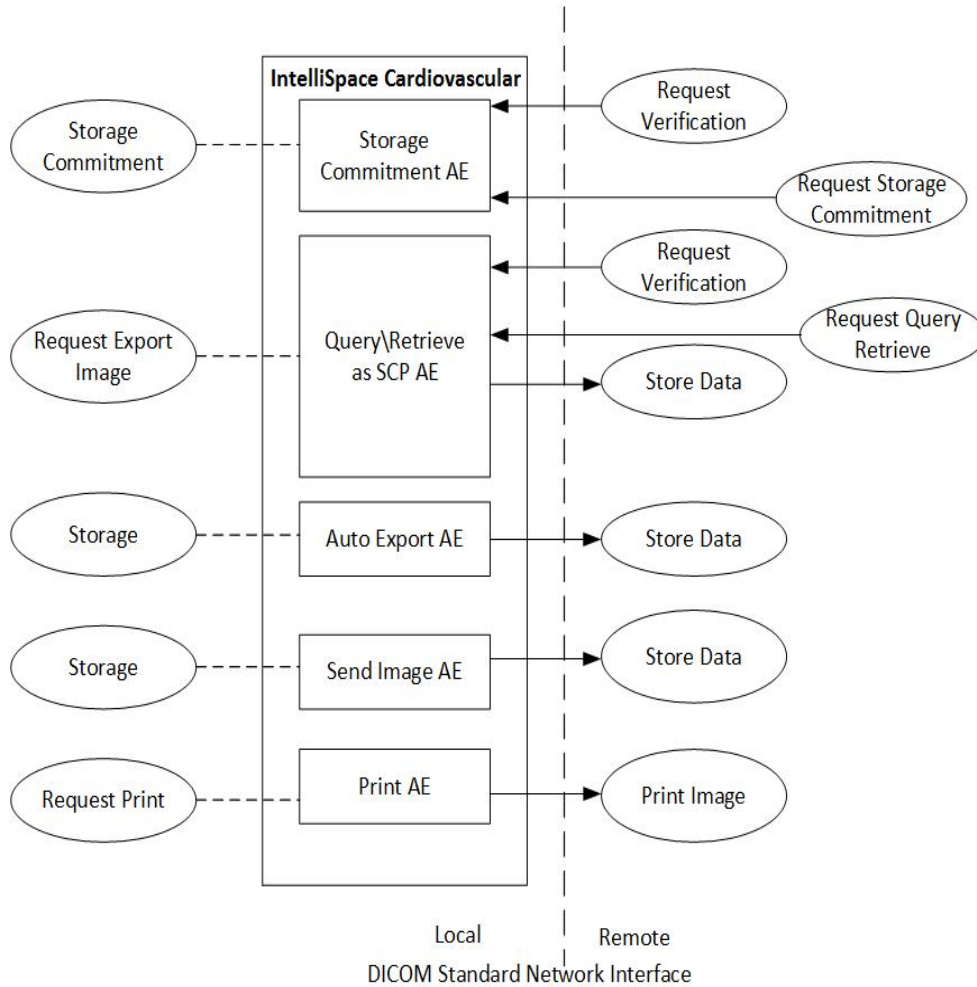 IntelliSpace Cardiovascular
Storage
Commitment
Storage
Commitment AE
Request
Verification
Request Storage
Commitment
Request
Verification
Request Export
Image
Query\Retrieve
as SCP AE
Request Query
Retrieve
Store Data
Storage
Auto Export AE
Store Data
Storage
Send Image AE
Store Data
Request Print
Print AE
Print Image
Local
Remote
DICOM Standard Network Interface